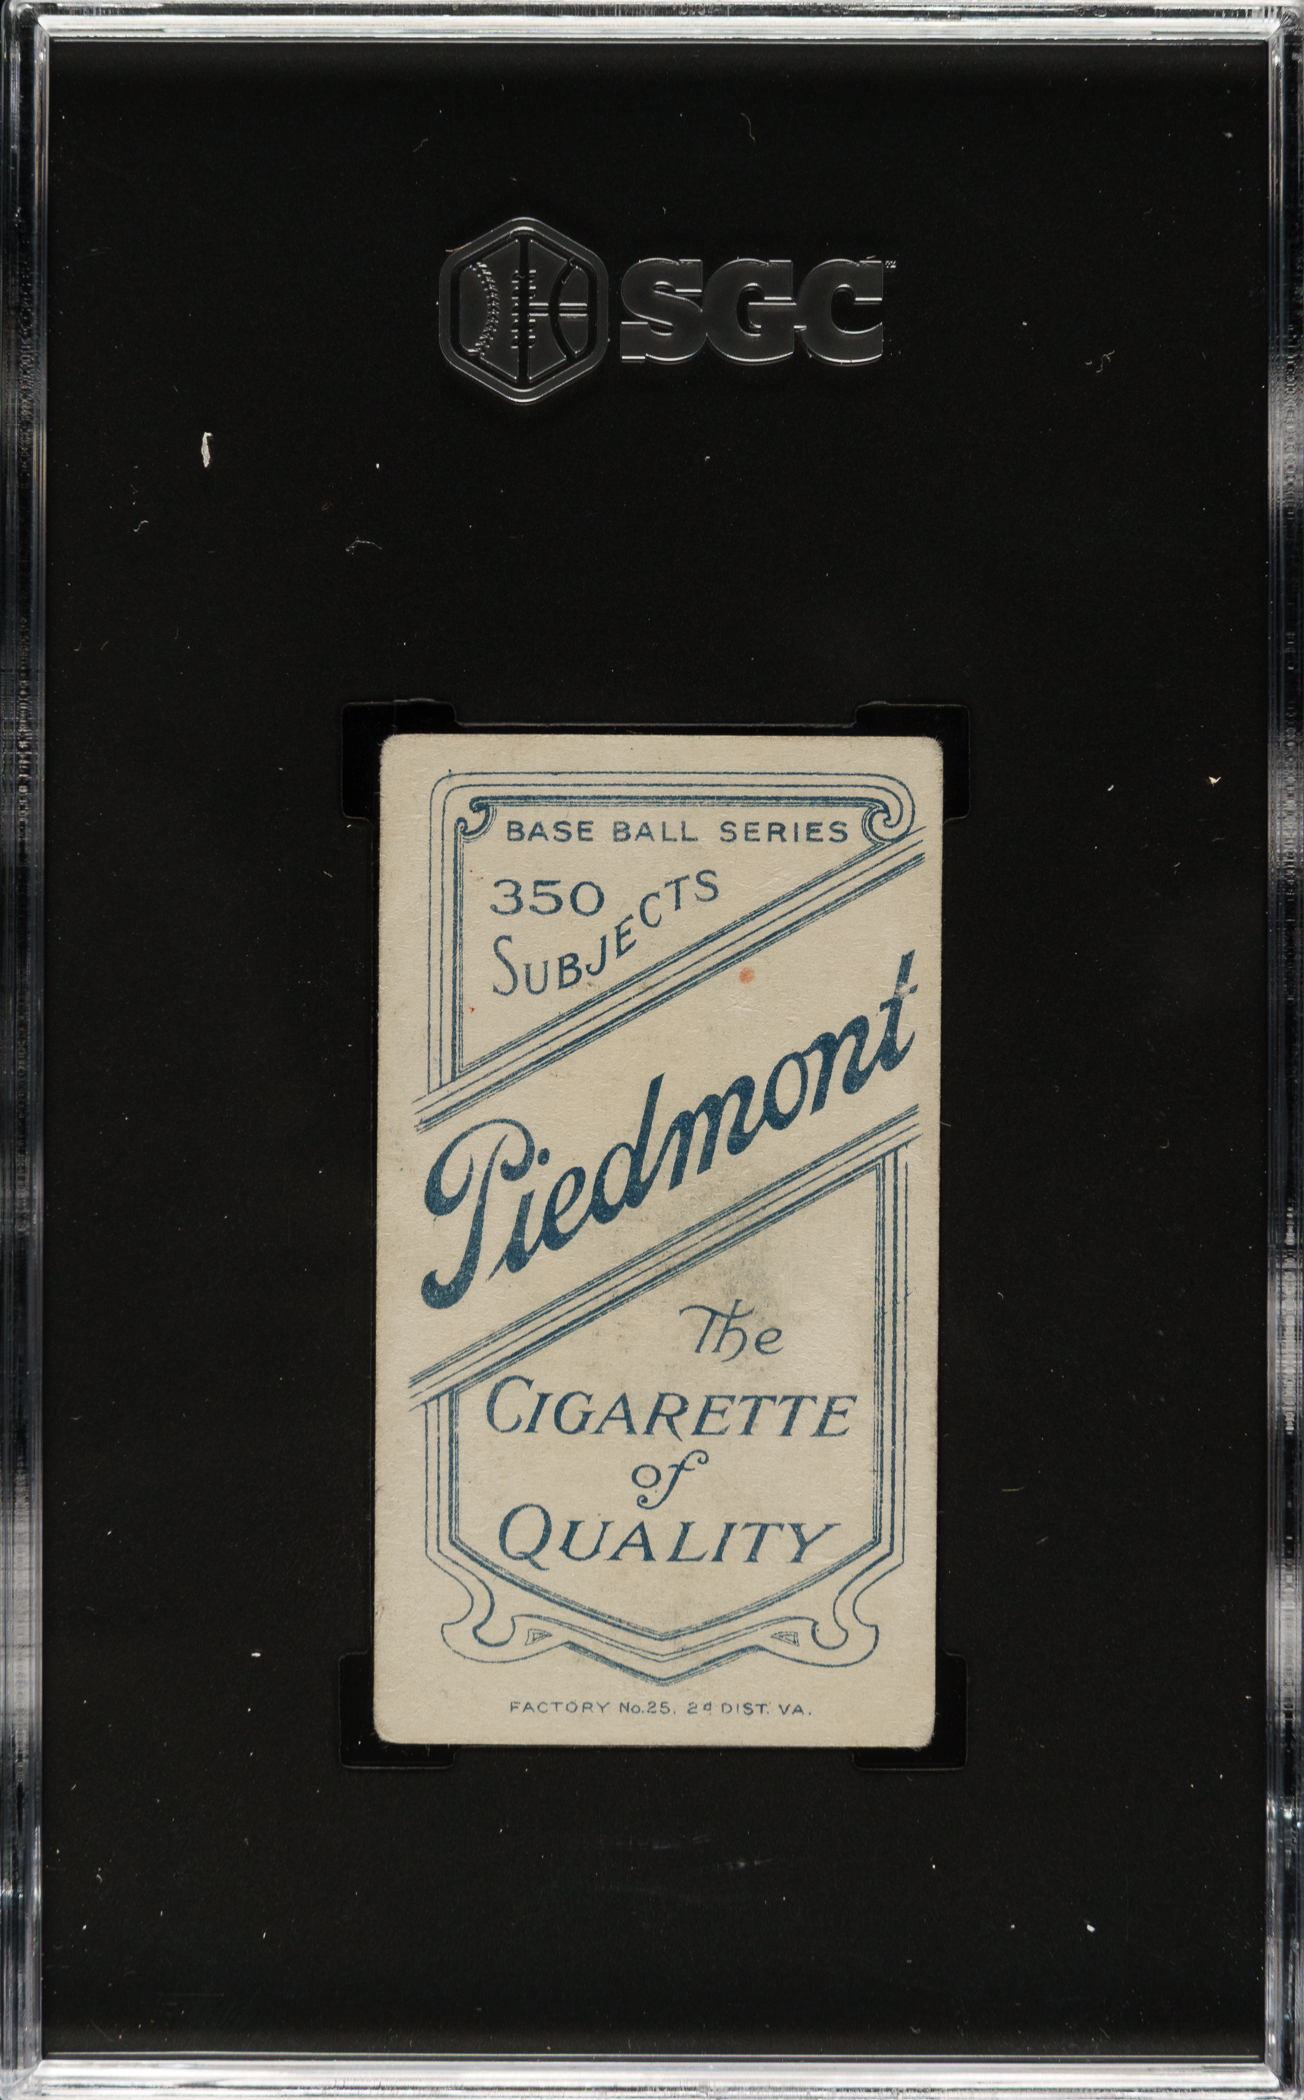 SGC
BASE BALL SERIES
350
SUBJECTS
Piedmont
The
CIGARETTE
of
QUALITY
FACTORY No.25, 2d DIST. VA.